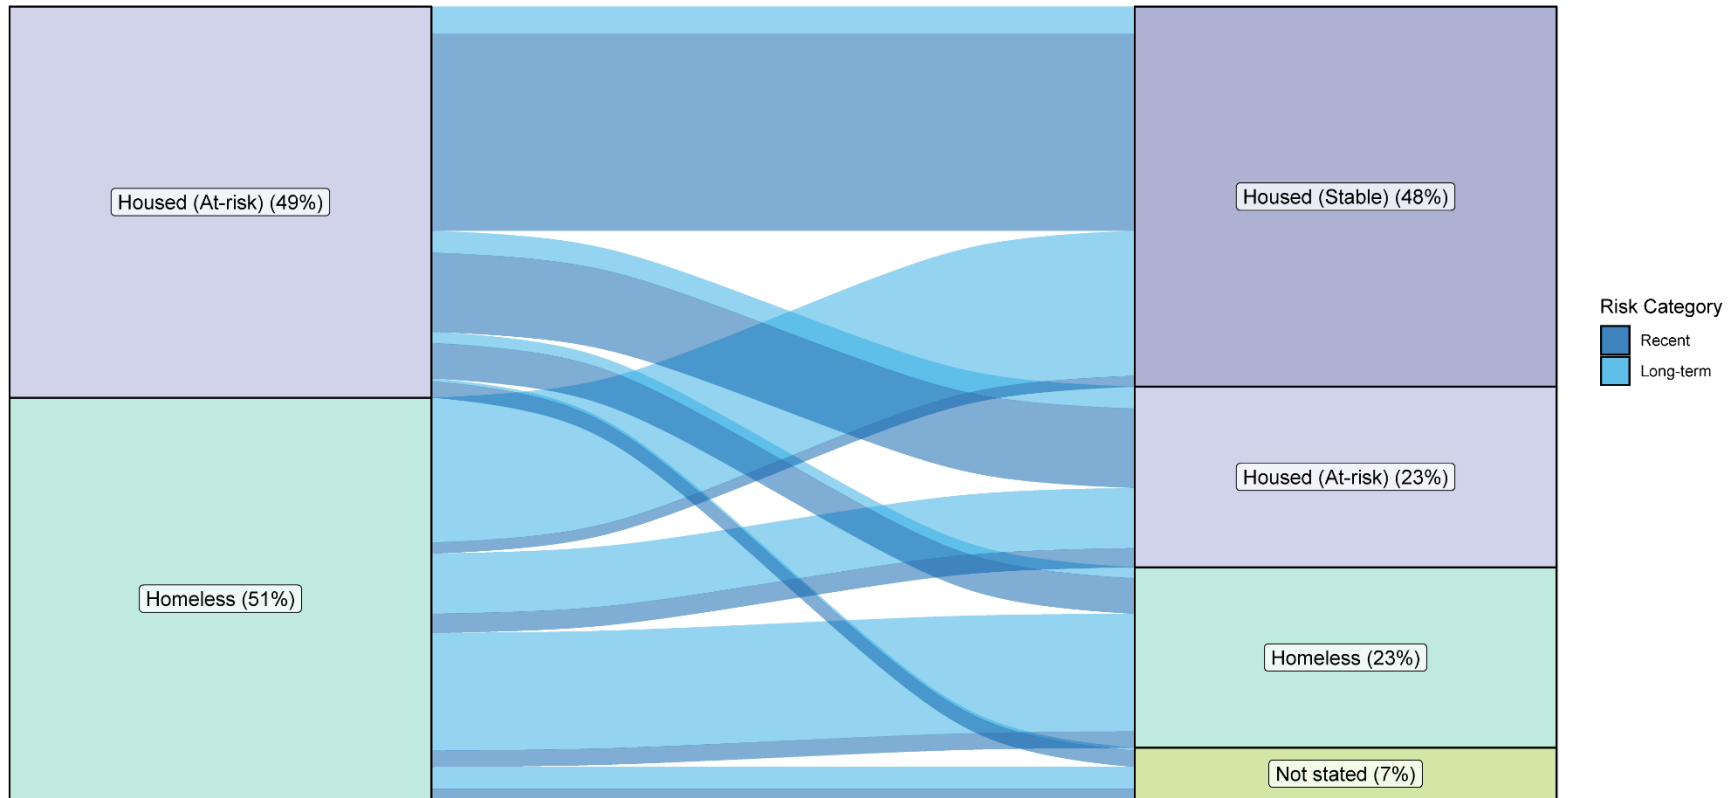 Housed (At-risk) (49%)
Homeless (51%)
Housed (Stable) (48%)
Housed (At-risk) (23%)
Homeless (23%)
Not stated (7%)
Risk Category
Recent
Long-term